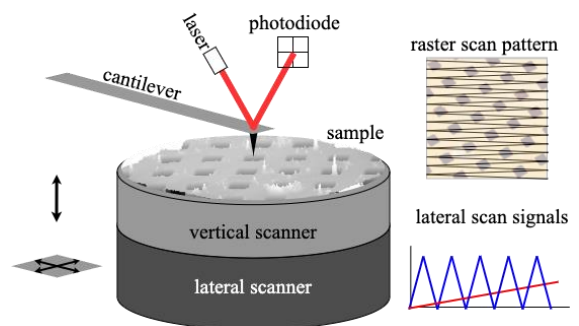 laser
photodiode
cantilever
sample
vertical scanner
lateral scanner
raster scan pattern
lateral scan signals